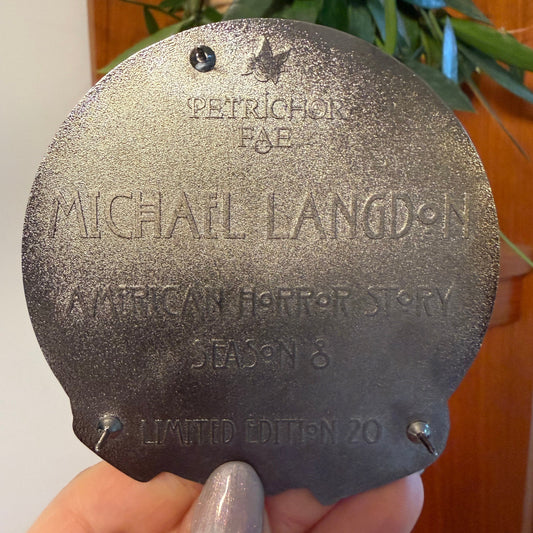 PETRICHOR
FAE
MICHAEL LANGDON
AMERICAN HORROR STORY
SEASON 8
LIMITED EDITION 20